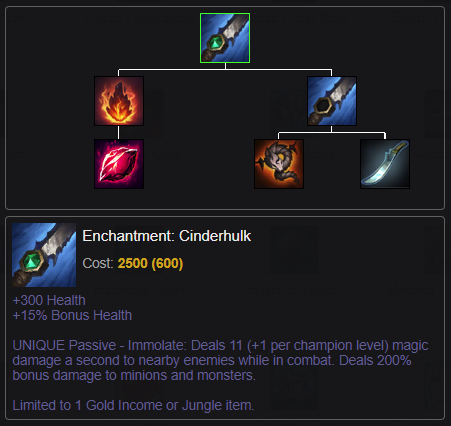 Enchantment: Cinderhulk
Cost: 2500 (600)
+300 Health
+15% Bonus Health
UNIQUE Passive - Immolate: Deals 11 (+1 per champion level) magic
damage a second to nearby enemies while in combat. Deals 200%
bonus damage to minions and monsters.
Limited to 1 Gold Income or Jungle item.